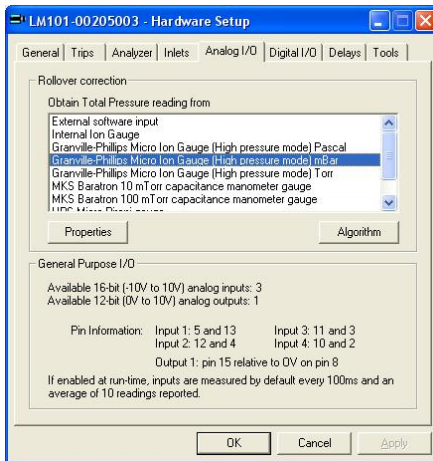 LM101-00205003 - Hardware Setup
General Trips Analyzer Inlets Analog I/O Digital I/O Delays Tools
Rollover correction
Obtain Total Pressure reading from
External software input
Internal Ion Gauge
Granville-Phillips Micro Ion Gauge (High pressure mode) Pascal
Granville-Phillips Micro Ion Gauge (High pressure mode) mBar
Granville-Phillips Micro Ion Gauge (High pressure mode) Torr
MKS Baratron 10 mTorr capacitance manometer gauge
MKS Baratron 100 mTorr capacitance manometer gauge
Properties Algorithm
General Purpose I/O
Available 16-bit (-10V to 10V) analog inputs: 3
Available 12-bit (0V to 10V) analog outputs: 1
Pin Information: Input 1: 5 and 13 Input 3: 11 and 3
Input 2: 12 and 4 Input 4: 10 and 2
Output 1: pin 15 relative to 0V on pin 8
If enabled at run-time, inputs are measured by default every 100ms and an
average of 10 readings reported.
OK Cancel Apply